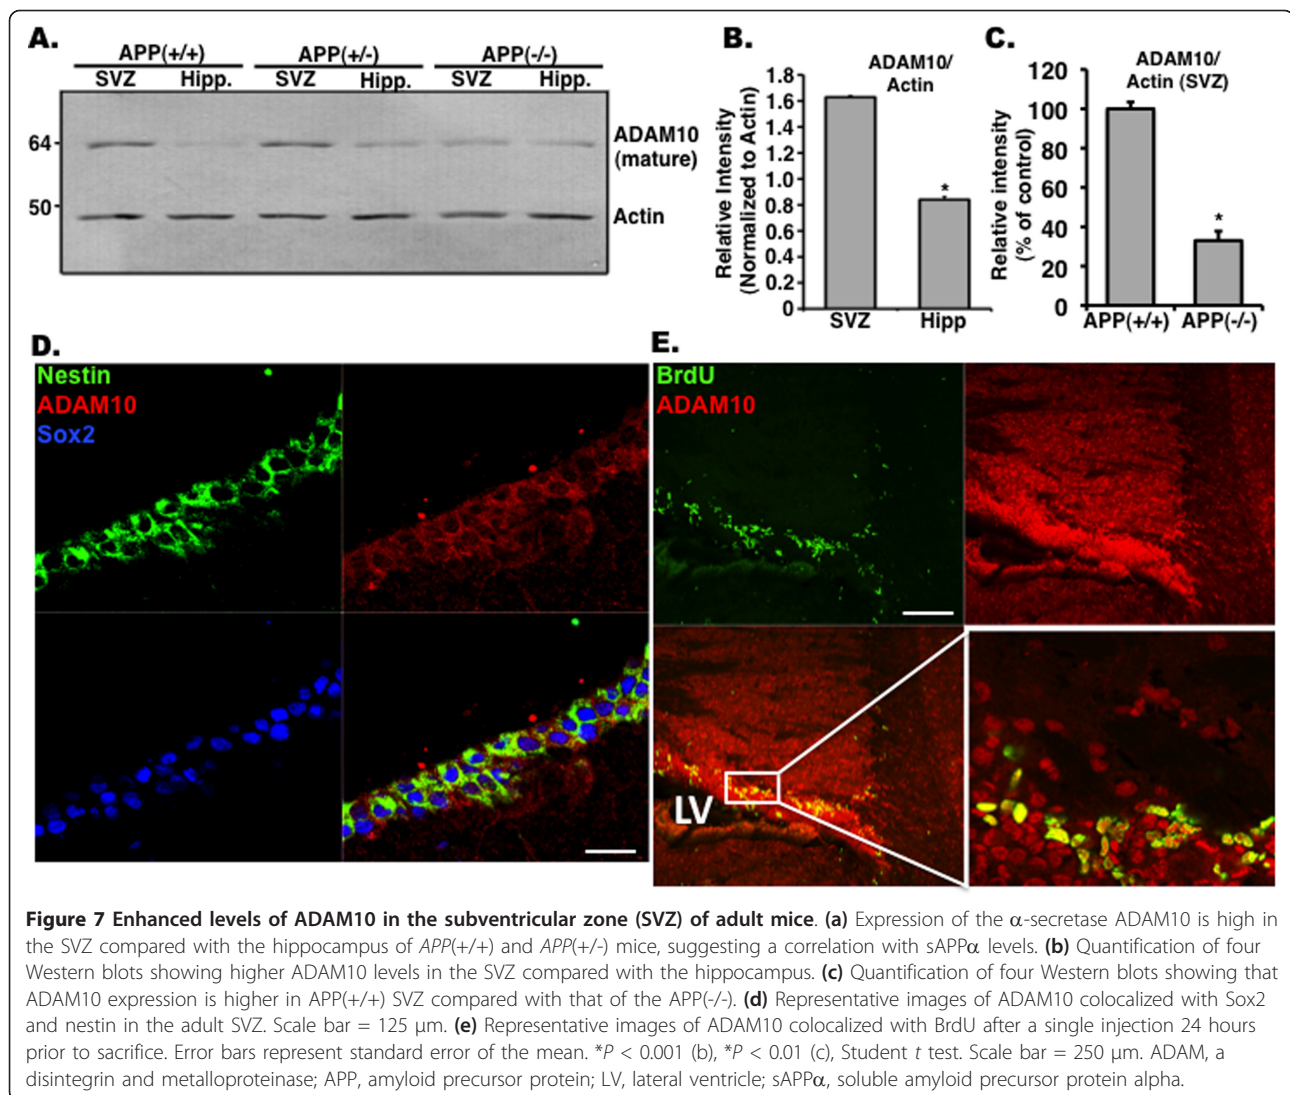 A.
APP(+/+) APP(+/-) APP(-/-)
SVZ Hipp. SVZ Hipp. SVZ Hipp.
64
ADAM10
(mature)
50
Actin
B.
ADAM10/
Actin
Relative Intensity
(Normalized to Actin)
1.8
1.6
1.4
1.2
1.0
0.8
0.6
0.4
0.2
0
*
SVZ Hipp
C.
ADAM10/
Actin (SVZ)
Relative intensity
(% of control)
120
100
80
60
40
20
0
*
APP(+/+) APP(-/-)
D.
Nestin
ADAM10
Sox2
E.
BrdU
ADAM10
LV
Figure 7 Enhanced levels of ADAM10 in the subventricular zone (SVZ) of adult mice. (a) Expression of the α-secretase ADAM10 is high in
the SVZ compared with the hippocampus of APP(+/+) and APP(+/-) mice, suggesting a correlation with sAPPα levels. (b) Quantification of four
Western blots showing higher ADAM10 levels in the SVZ compared with the hippocampus. (c) Quantification of four Western blots showing that
ADAM10 expression is higher in APP(+/+) SVZ compared with that of the APP(-/-). (d) Representative images of ADAM10 colocalized with Sox2
and nestin in the adult SVZ. Scale bar = 125 μm. (e) Representative images of ADAM10 colocalized with BrdU after a single injection 24 hours
prior to sacrifice. Error bars represent standard error of the mean. *P < 0.001 (b), *P < 0.01 (c), Student t test. Scale bar = 250 μm. ADAM, a
disintegrin and metalloproteinase; APP, amyloid precursor protein; LV, lateral ventricle; sAPPα, soluble amyloid precursor protein alpha.